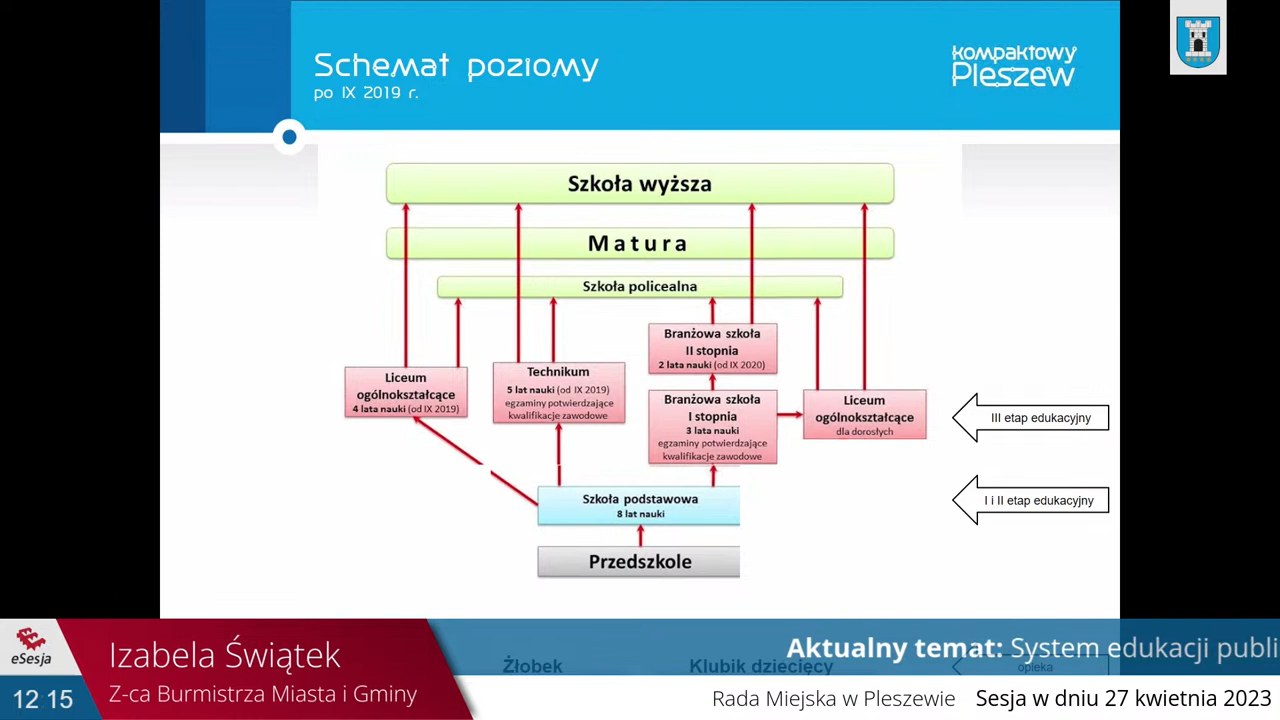 Schemat poziomy
po IX 2019 r.
kompaktowy
Pleszew
Szkoła wyższa
Matura
Szkoła policealna
Branżowa szkoła
II stopnia
2 lata nauki (od IX 2020)
Liceum
ogólnokształcące
4 lata nauki (od IX 2019)
Technikum
5 lat nauki (od IX 2019)
egzaminy potwierdzające
kwalifikacje zawodowe
Branżowa szkoła
I stopnia
3 lata nauki
egzaminy potwierdzające
kwalifikacje zawodowe
Liceum
ogólnokształcące
dla dorosłych
III etap edukacyjny
Szkoła podstawowa
8 lat nauki
I i II etap edukacyjny
Przedszkole
Żłobek
Klubik dziecięcy
opieka
eSesja
12:15
Izabela Świątek
Z-ca Burmistrza Miasta i Gminy
Aktualny temat: System edukacji publi
Rada Miejska w Pleszewie Sesja w dniu 27 kwietnia 2023